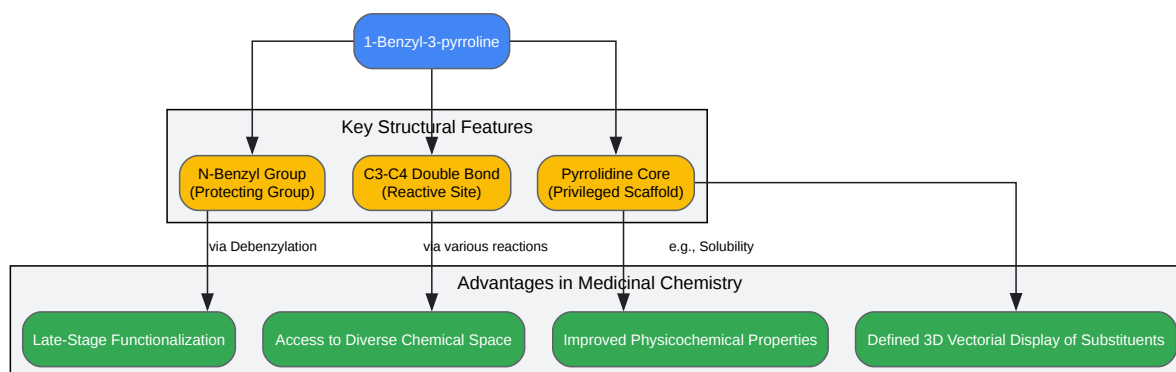 1-Benzyl-3-pyrroline
Key Structural Features
N-Benzyl Group
(Protecting Group)
C3-C4 Double Bond
(Reactive Site)
Pyrrolidine Core
(Privileged Scaffold)
via Debenzylation
via various reactions
e.g., Solubility
Advantages in Medicinal Chemistry
Late-Stage Functionalization
Access to Diverse Chemical Space
Improved Physicochemical Properties
Defined 3D Vectorial Display of Substituents